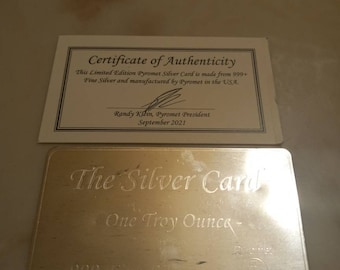 Certificate of Authenticity
This Limited Edition Pyromet Silver Card is made from 999+
Fine Silver and manufactured by Pyromet in the U.S.A.
Randy Klein, Pyromet President
September 2021
The Silver Card
- One Troy Ounce -